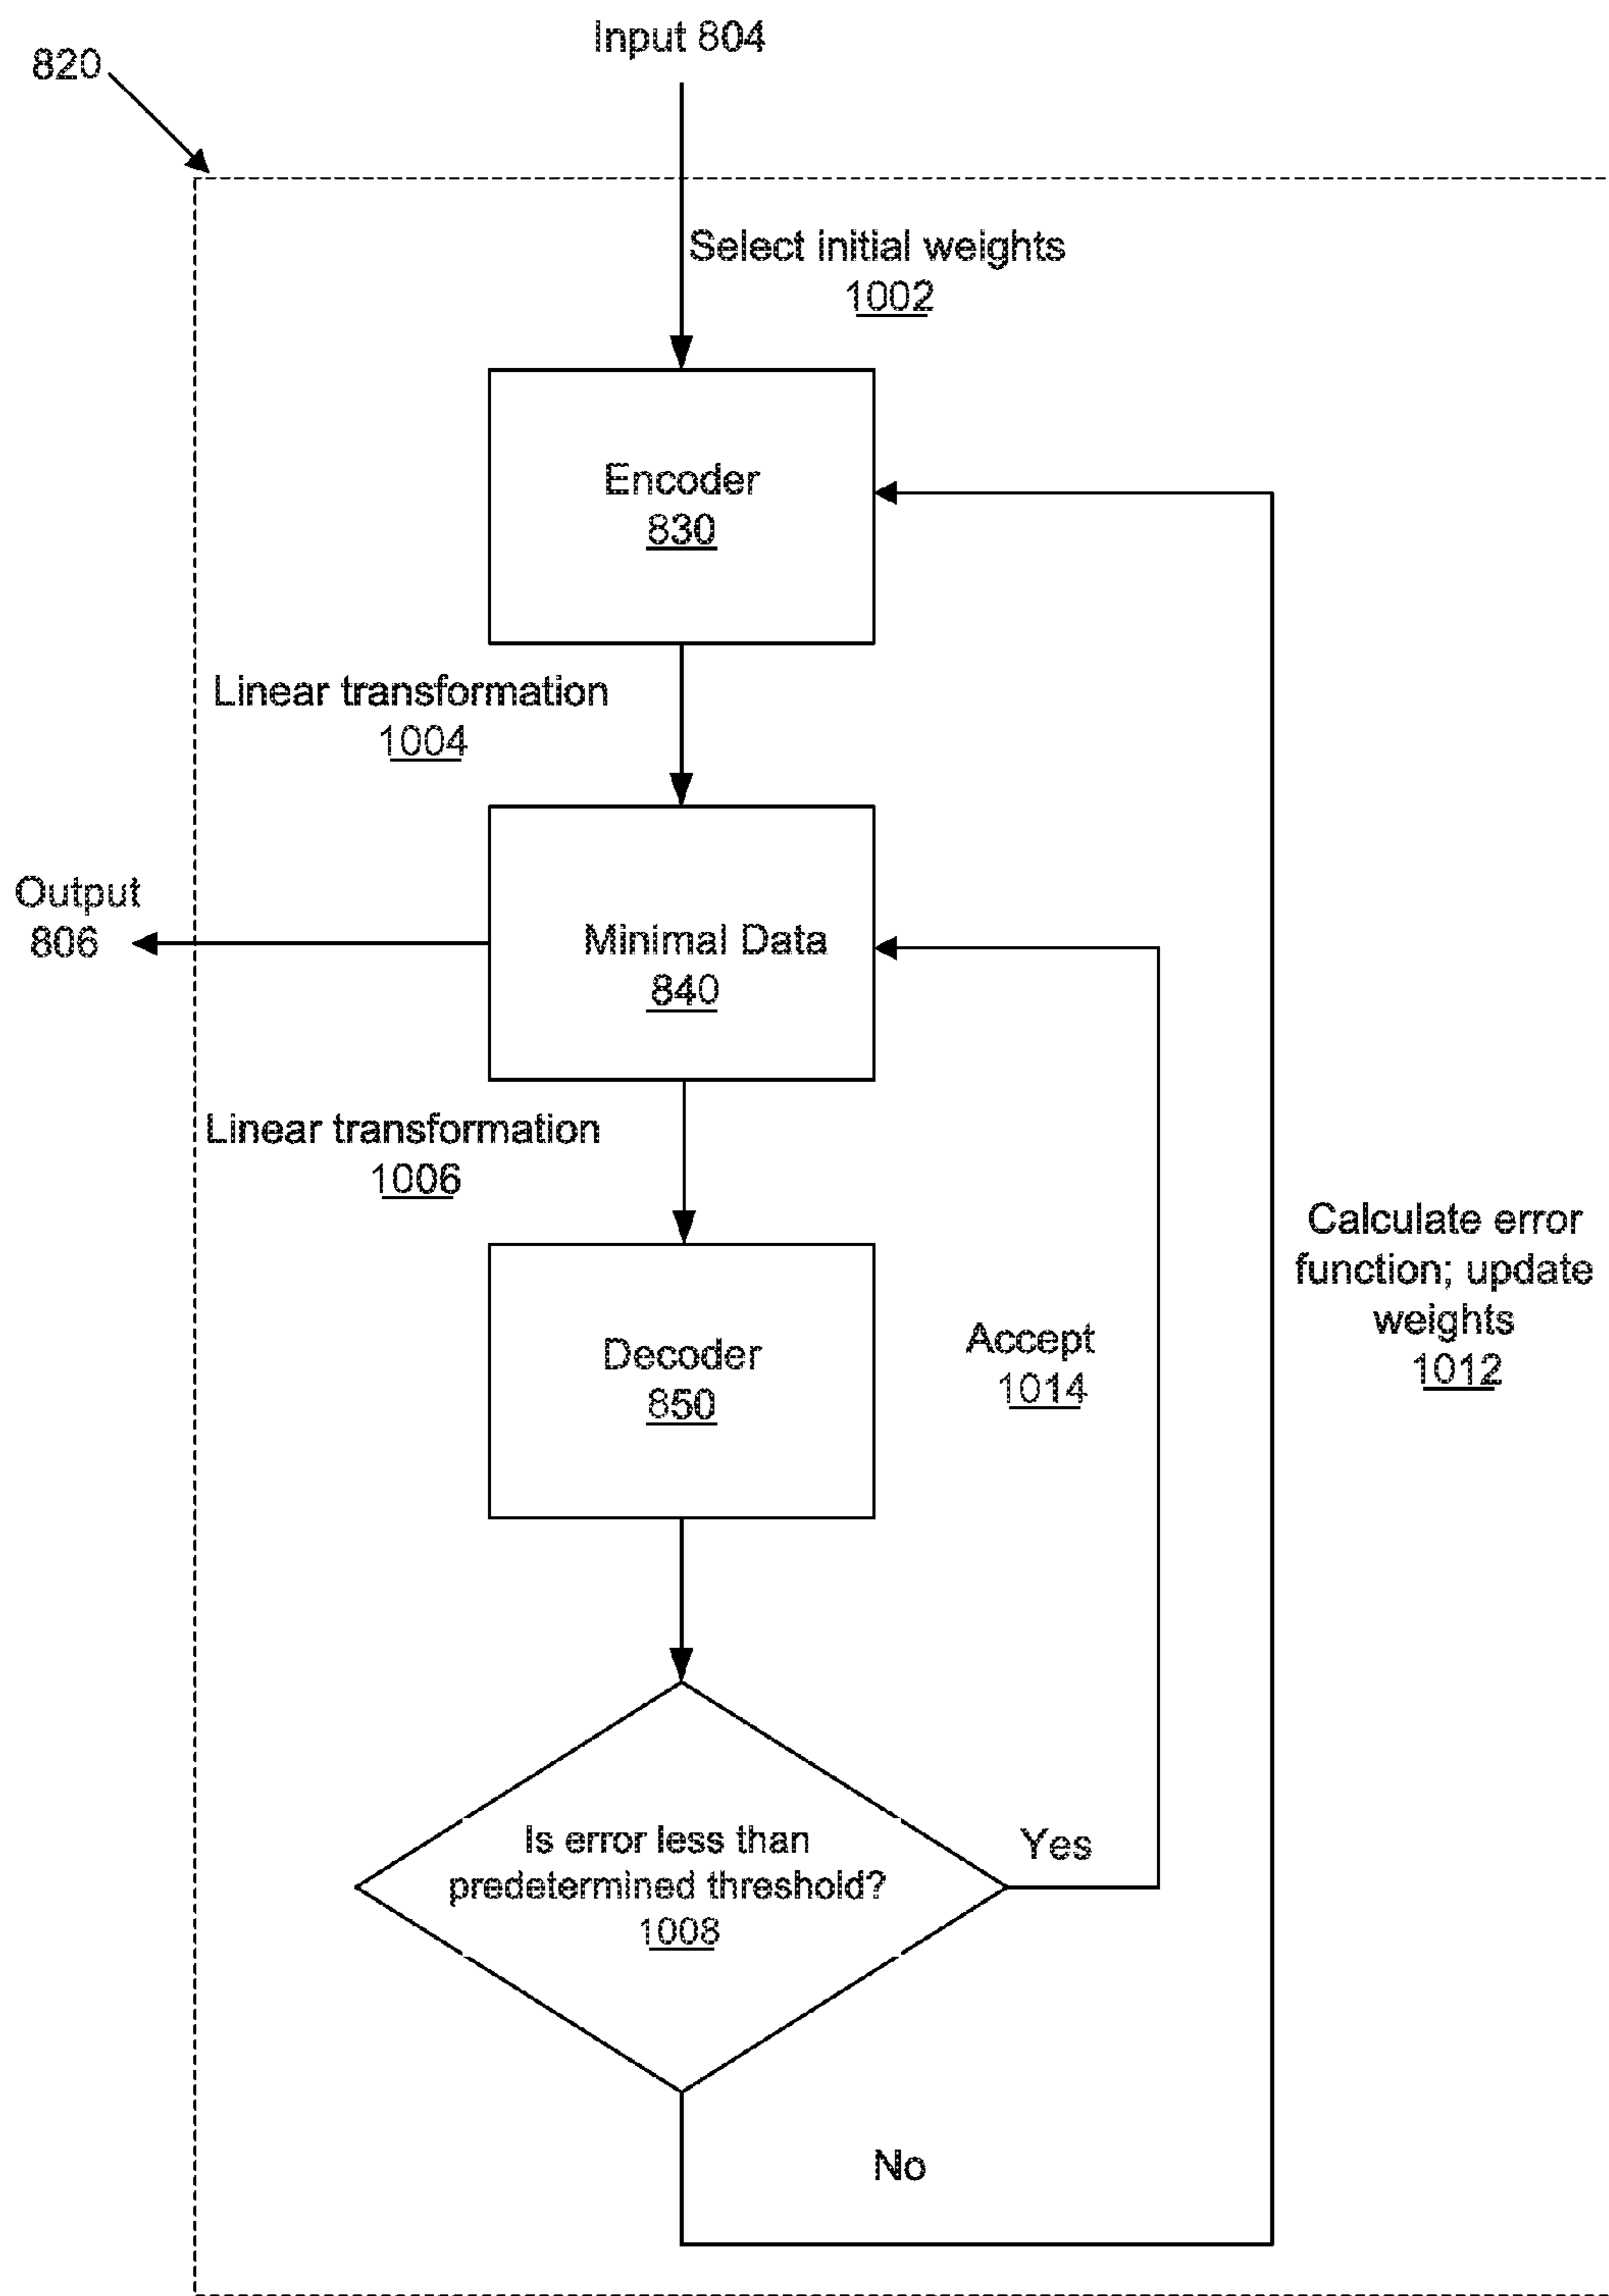 Input 804
820
Select initial weights
1002
Encoder
830
Linear transformation
1004
Output
806
Minimal Data
840
Linear transformation
1006
Calculate error
function; update
weights
1012
Accept
1014
Decoder
850
Is error less than
predetermined threshold?
1008
Yes
No